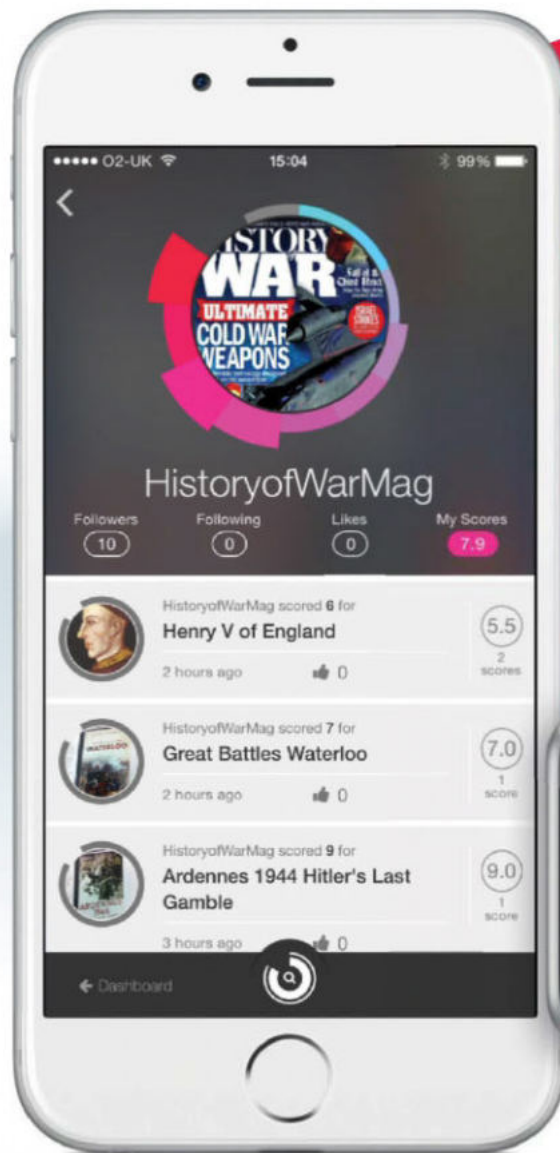 O2-UK
15:04
99%
HISTORY
WAR
ULTIMATE
COLD WAR
WEAPONS
HistoryofWarMag
Followers
10
Following
0
Likes
0
My Scores
7.9
HistoryofWarMag scored 6 for
Henry V of England
2 hours ago
0
5.5
2
scores
HistoryofWarMag scored 7 for
Great Battles Waterloo
2 hours ago
0
7.0
1
score
WATERLOO
HistoryofWarMag scored 9 for
Ardennes 1944 Hitler's Last
Gamble
3 hours ago
0
9.0
1
score
Dashboard